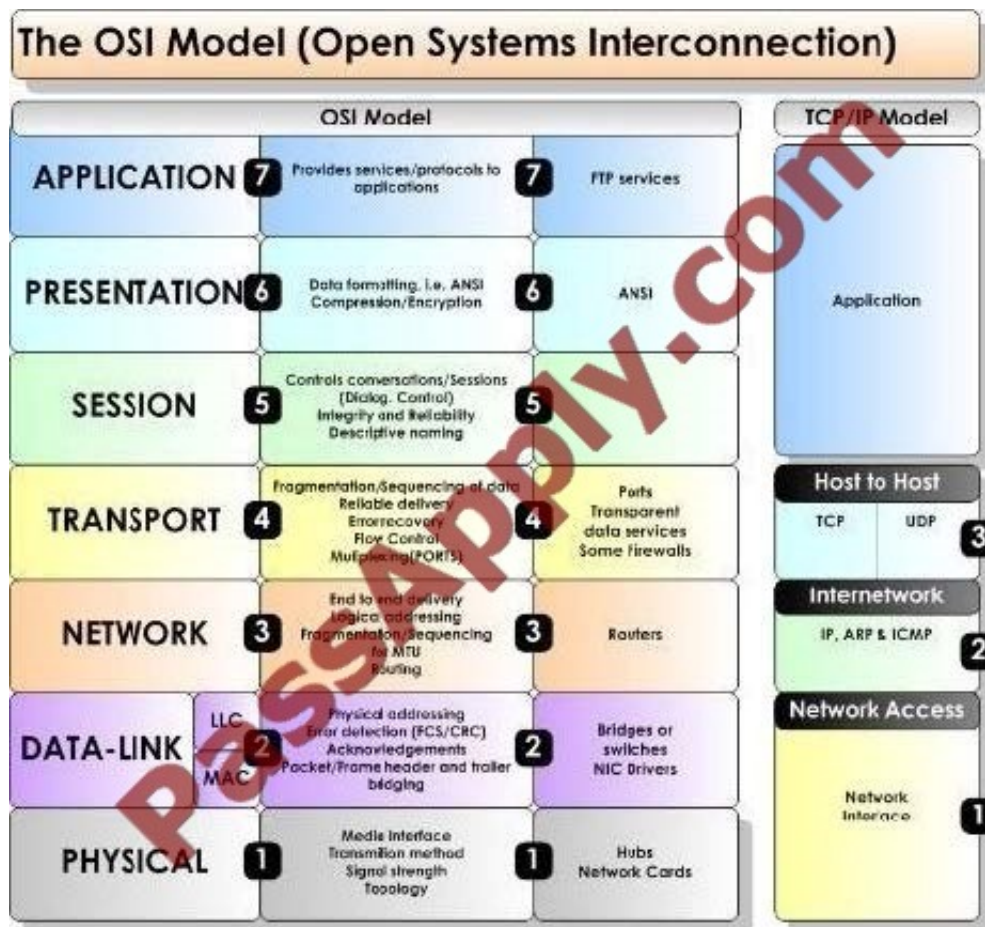 The OSI Model (Open Systems Interconnection)
OSI Model
APPLICATION 7
Provides services/protocols to
applications
7
FTP services
PRESENTATION 6
Data formatting, i.e. ANSI
Compression/Encryption
6
ANSI
SESSION 5
Controls conversations/Sessions
(Dialog. Control)
Integrity and Reliability
Descriptive naming
5
TRANSPORT 4
Fragmentation/Sequencing of data
Reliable delivery
Errorrecovery
Flow Control
Mutiplexing(PORTS)
4
Ports
Transparent
data services
Some Firewalls
NETWORK 3
End to end delivery
Logical addressing
Fragmentation/Sequencing
for MTU
Routing
3
Routers
DATA-LINK
LLC
MAC
2
Physical addressing
Error detection (FCS/CRC)
Acknowledgements
Packet/Frame header and trailer
bridging
2
Bridges or
switches
NIC Drivers
PHYSICAL 1
Media Interface
Transmition method
Signal strength
Topology
1
Hubs
Network Cards
TCP/IP Model
Application
Host to Host
TCP
UDP
3
Internetwork
IP, ARP & ICMP
2
Network Access
Network
Interface
1
PassApply.com